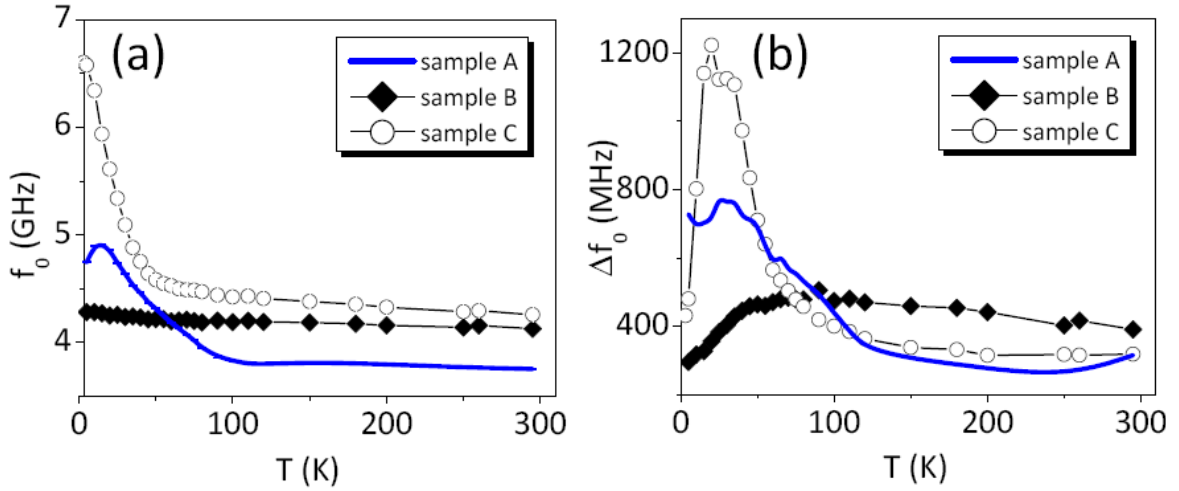 (a)
7
6
5
4
f₀ (GHz)
sample A
sample B
sample C
0
100
200
300
T (K)
(b)
1200
800
400
Δf₀ (MHz)
sample A
sample B
sample C
0
100
200
300
T (K)